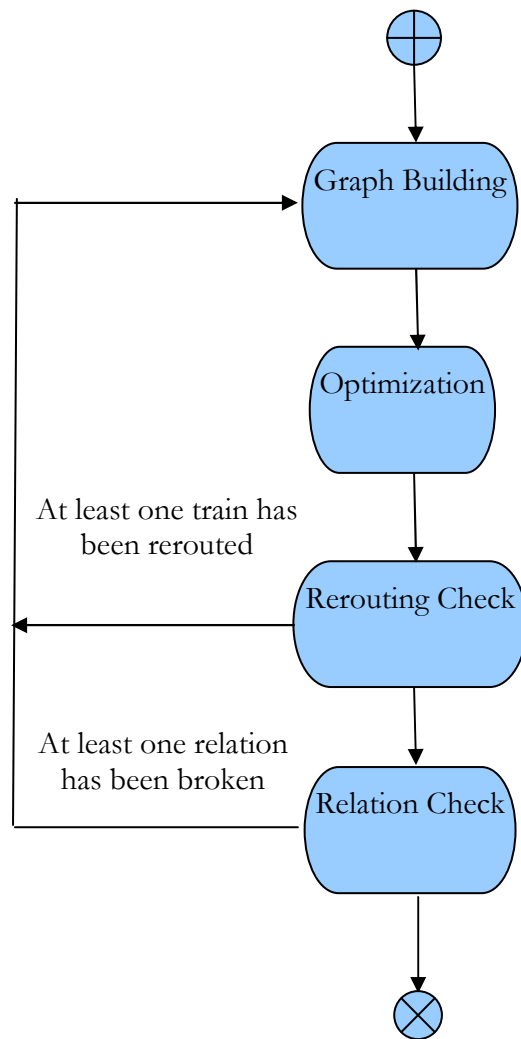 Graph Building
Optimization
At least one train has
been rerouted
Rerouting Check
At least one relation
has been broken
Relation Check